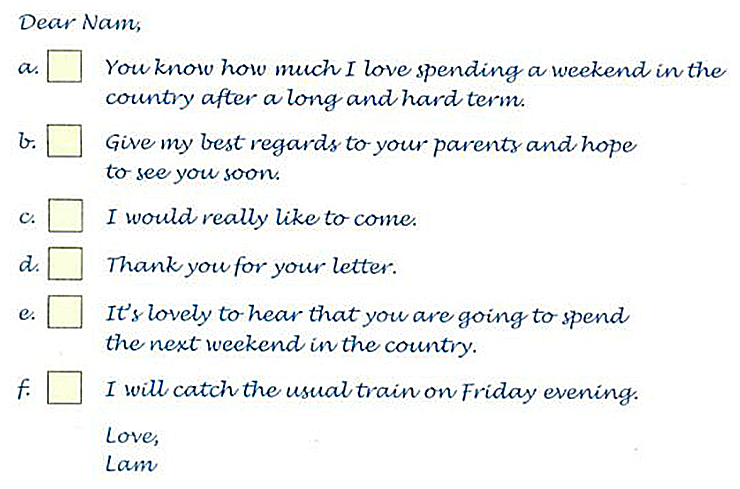 Dear Nam,
a. You know how much I love spending a weekend in the
country after a long and hard term.
b. Give my best regards to your parents and hope
to see you soon.
c. I would really like to come.
d. Thank you for your letter.
e. It's lovely to hear that you are going to spend
the next weekend in the country.
f. I will catch the usual train on Friday evening.
Love,
Lam